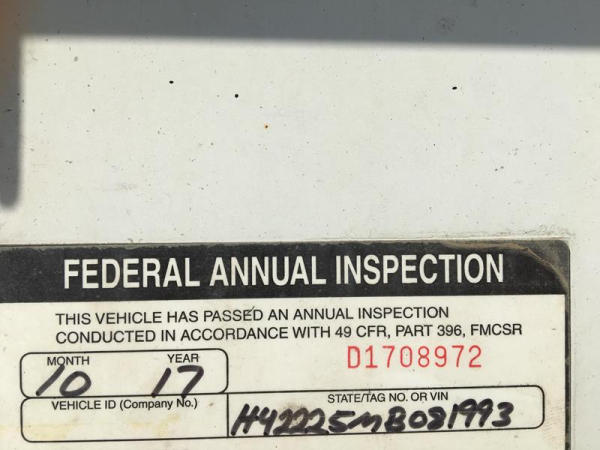 FEDERAL ANNUAL INSPECTION
THIS VEHICLE HAS PASSED AN ANNUAL INSPECTION
CONDUCTED IN ACCORDANCE WITH 49 CFR, PART 396, FMCSR
MONTH YEAR
10 17
D1708972
VEHICLE ID (Company No.)
STATE/TAG NO. OR VIN
H42225MB081993